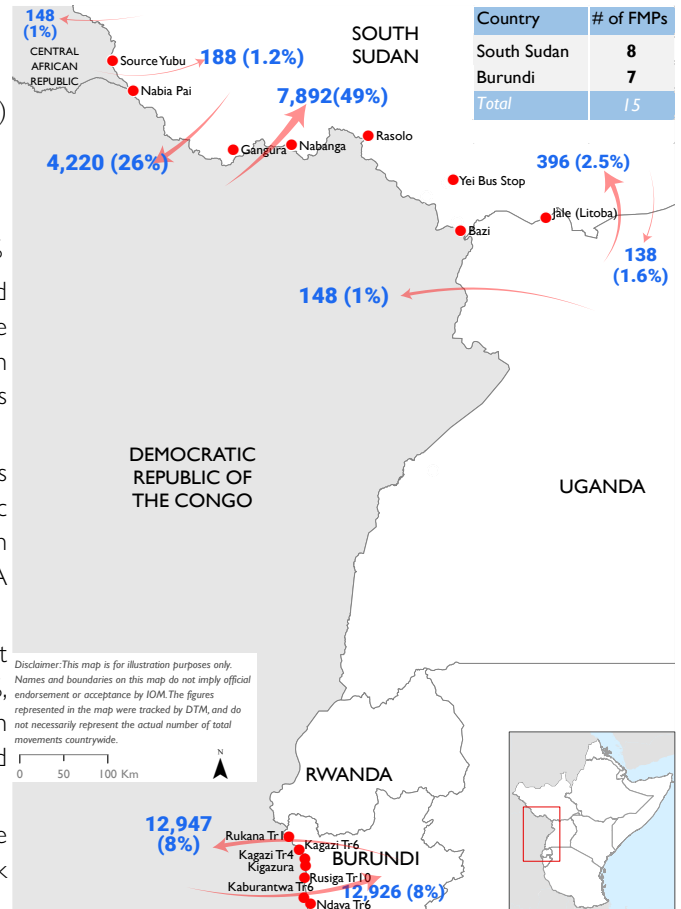 148
(1%)
CENTRAL
AFRICAN
REPUBLIC
Source Yubu
188 (1.2%)
Nabia Pai
SOUTH
SUDAN
Country # of FMPs
South Sudan 8
Burundi 7
Total 15
)
7,892(49%)
4,220 (26%)
Gangura
Nabanga
Rasolo
396 (2.5%)
Yei Bus Stop
Jale (Litoba)
Bazi
138
(1.6%)
148 (1%)
d
e
n
s
DEMOCRATIC
REPUBLIC OF
THE CONGO
UGANDA
s
c
n
A
t
s,
n
d
Disclaimer: This map is for illustration purposes only.
Names and boundaries on this map do not imply official
endorsement or acceptance by IOM. The figures
represented in the map were tracked by DTM, and do
not necessarily represent the actual number of total
movements countrywide.
N
0 50 100 Km
RWANDA
12,947
(8%)
Rukana Tr1
Kagazi Tr6
Kagazi Tr4
BURUNDI
Kigazura
Rusiga Tr10
Kaburantwa Tr6
12,926 (8%)
Ndava Tr6
e
k